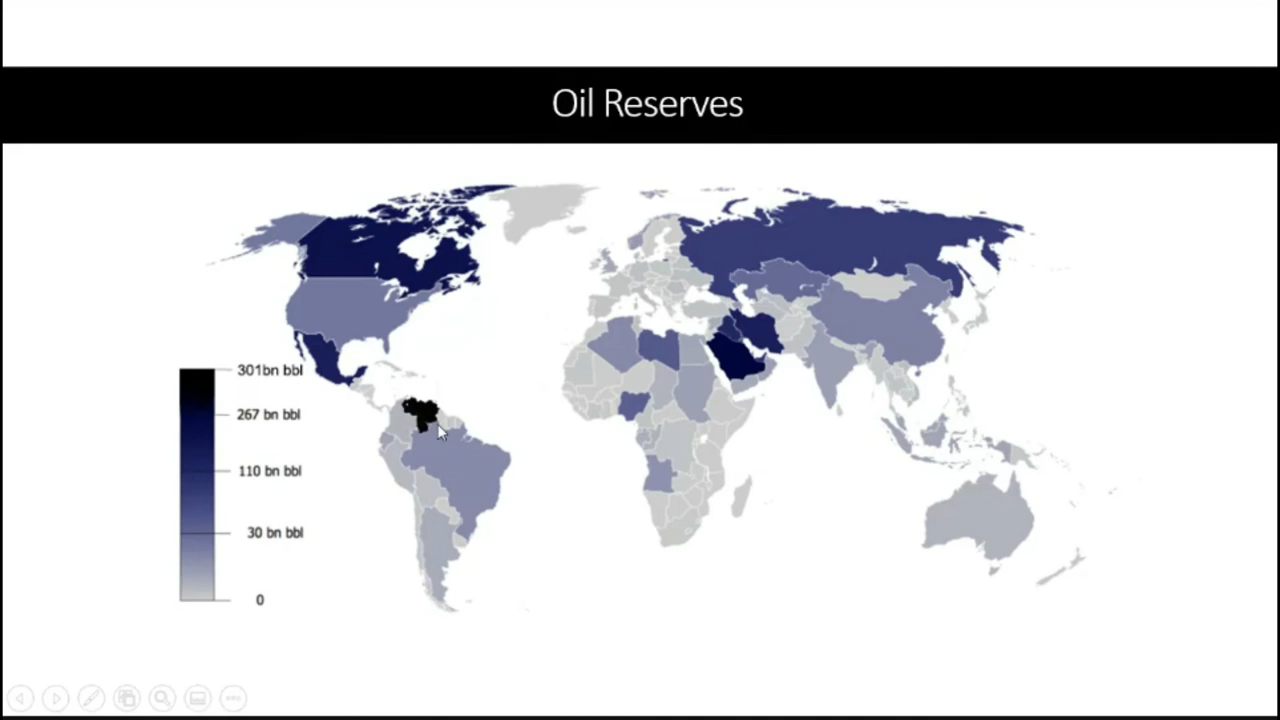 Oil Reserves
301bn bbl
267 bn bbl
110 bn bbl
30 bn bbl
0